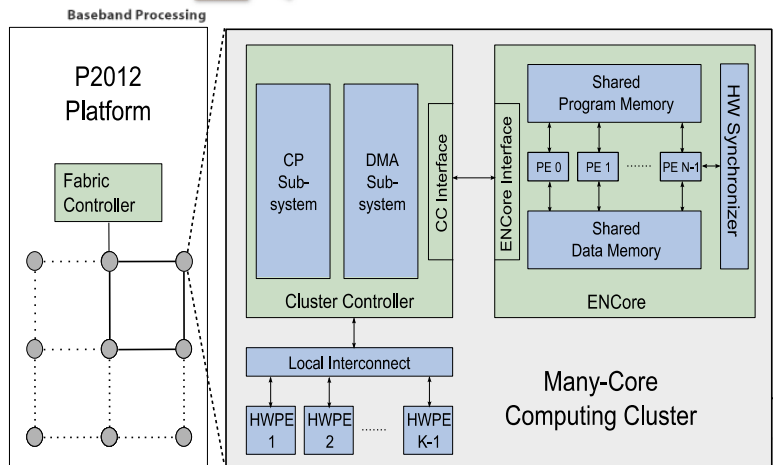 Baseband Processing
P2012
Platform
Fabric
Controller
CP
Sub-
system
DMA
Sub-
system
CC Interface
Cluster Controller
ENCore Interface
Shared
Program Memory
PE 0
PE 1
.......
PE N-1
Shared
Data Memory
HW Synchronizer
ENCore
Local Interconnect
HWPE
1
HWPE
2
.......
HWPE
K-1
Many-Core
Computing Cluster